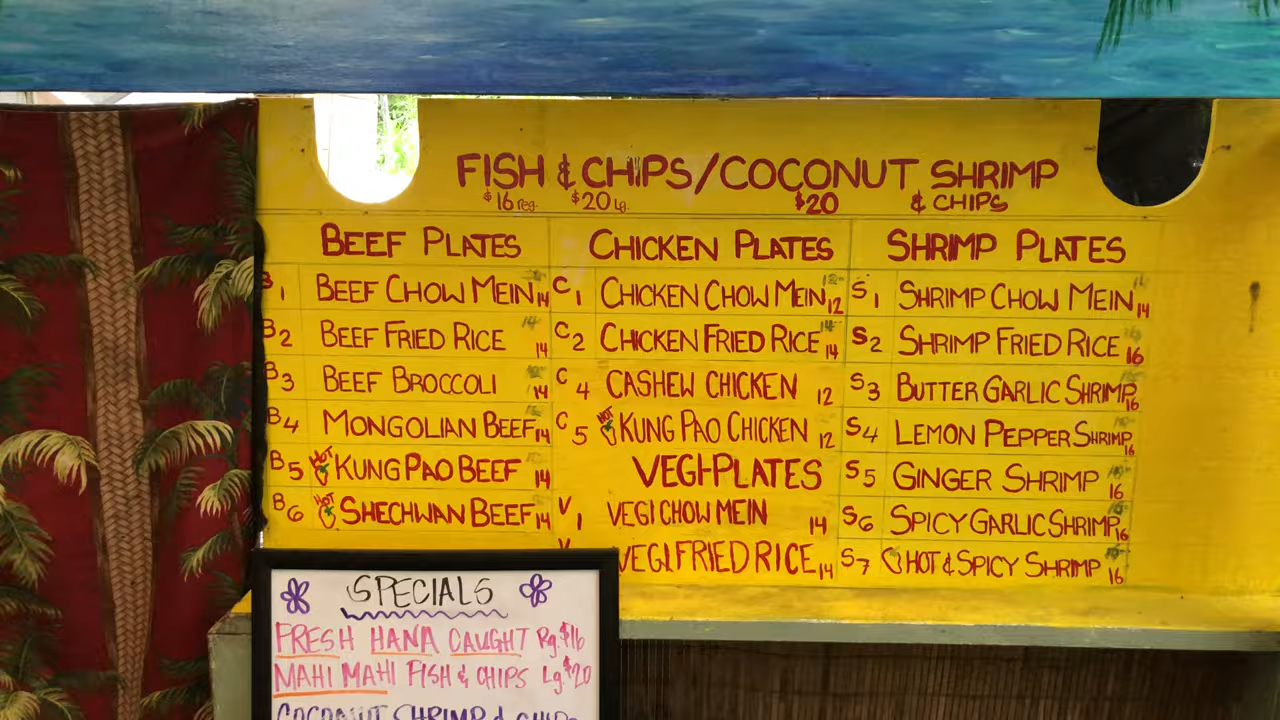 FISH & CHIPS/COCONUT SHRIMP
$16 reg. $20 Lg. $20 & CHIPS
BEEF PLATES
B1 BEEF CHOW MEIN 14
B2 BEEF FRIED RICE 14
B3 BEEF BROCCOLI 14
B4 MONGOLIAN BEEF 14
B5 HOT KUNG PAO BEEF 14
B6 HOT SHECHWAN BEEF 14
CHICKEN PLATES
C1 CHICKEN CHOW MEIN 12
C2 CHICKEN FRIED RICE 14
C4 CASHEW CHICKEN 12
C5 HOT KUNG PAO CHICKEN 12
VEGI-PLATES
V1 VEGI CHOW MEIN 14
VEGI.FRIED RICE 14
SHRIMP PLATES
S1 SHRIMP CHOW MEIN 14
S2 SHRIMP FRIED RICE 16
S3 BUTTER GARLIC SHRIMP 16
S4 LEMON PEPPER SHRIMP 16
S5 GINGER SHRIMP 16
S6 SPICY GARLIC SHRIMP 16
S7 HOT & SPICY SHRIMP 16
SPECIALS
FRESH HANA CAUGHT Rg.$16
MAHI MAHI FISH & CHIPS Lg.$20
COCONUT SHRIMP & CHIPS